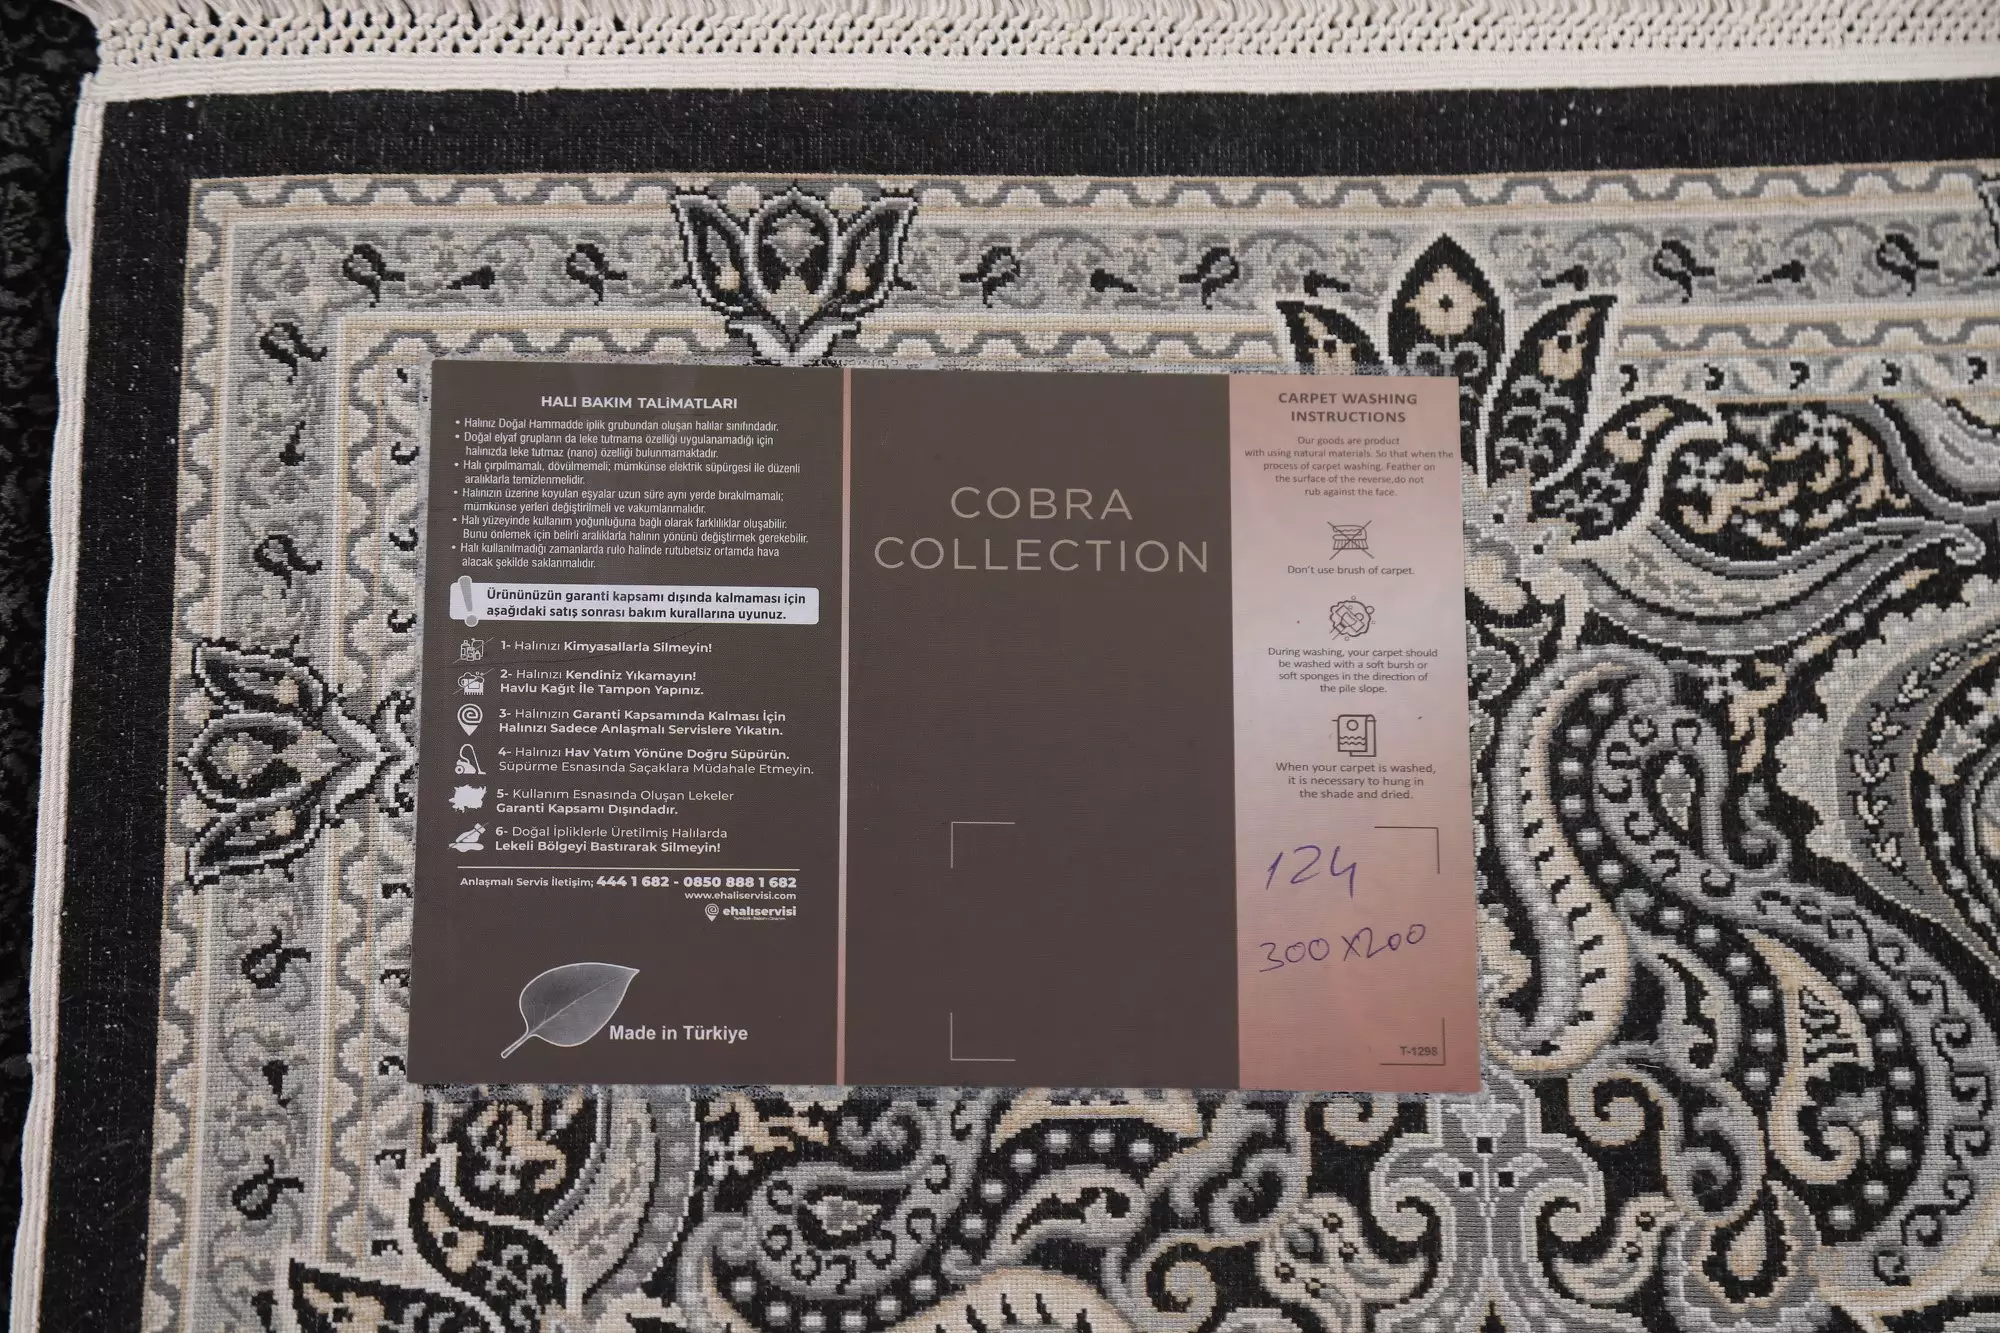 HALI BAKIM TALİMATLARI
• Halınız Doğal Hammadde iplik grubundan oluşan halılar sınıfındadır.
• Doğal elyaf grupların da leke tutmama özelliği uygulanamadığı için
halınızda leke tutmaz (nano) özelliği bulunmamaktadır.
• Halı çırpılmamalı, dövülmemeli; mümkünse elektrik süpürgesi ile düzenli
aralıklarla temizlenmelidir.
• Halınızın üzerine koyulan eşyalar uzun süre aynı yerde bırakılmamalı;
mümkünse yerleri değiştirilmeli ve vakumlanmalıdır.
• Halı yüzeyinde kullanım yoğunluğuna bağlı olarak farklılıklar oluşabilir.
Bunu önlemek için belirli aralıklarla halının yönünü değiştirmek gerekebilir.
• Halı kullanılmadığı zamanlarda rulo halinde rutubetsiz ortamda hava
alacak şekilde saklanmalıdır.
Ürününüzün garanti kapsamı dışında kalmaması için
aşağıdaki satış sonrası bakım kurallarına uyunuz.
1- Halınızı Kimyasallarla Silmeyin!
2- Halınızı Kendiniz Yıkamayın!
Havlu Kağıt İle Tampon Yapınız.
3- Halınızın Garanti Kapsamında Kalması İçin
Halınızı Sadece Anlaşmalı Servislere Yıkatın.
4- Halınızı Hav Yatım Yönüne Doğru Süpürün.
Süpürme Esnasında Saçaklara Müdahale Etmeyin.
5- Kullanım Esnasında Oluşan Lekeler
Garanti Kapsamı Dışındadır.
6- Doğal İpliklerle Üretilmiş Halılarda
Lekeli Bölgeyi Bastırarak Silmeyin!
Anlaşmalı Servis İletişim; 444 1 682 - 0850 888 1 682
www.ehaliservisi.com
ehalıservisi
Made in Türkiye
COBRA
COLLECTION
CARPET WASHING
INSTRUCTIONS
Our goods are product
with using natural materials. So that when the
process of carpet washing. Feather on
the surface of the reverse,do not
rub against the face.
Don't use brush of carpet.
During washing, your carpet should
be washed with a soft bursh or
soft sponges in the direction of
the pile slope.
When your carpet is washed,
it is necessary to hung in
the shade and dried.
124
300x200
T-1298